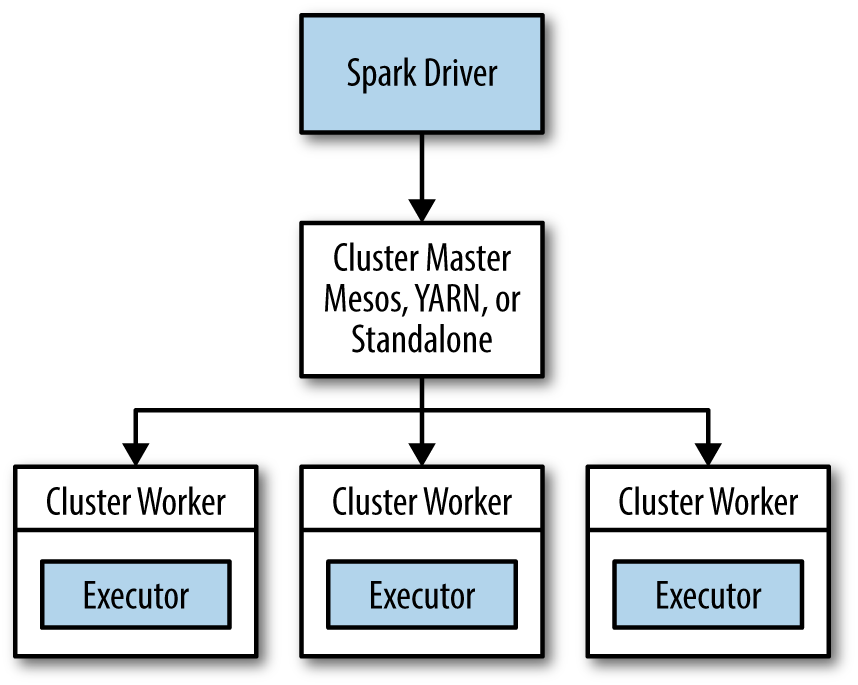 Spark Driver
Cluster Master
Mesos, YARN, or
Standalone
Cluster Worker
Cluster Worker
Cluster Worker
Executor
Executor
Executor